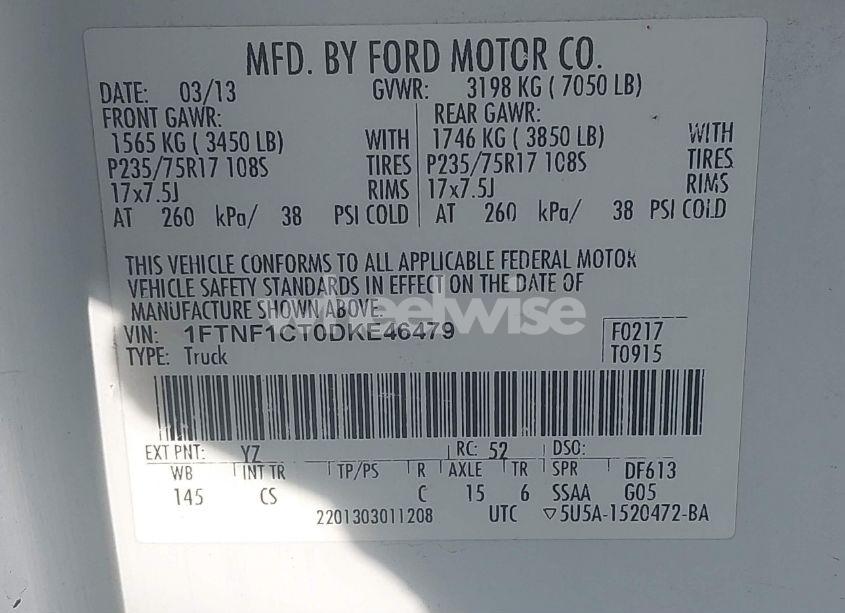 MFD. BY FORD MOTOR CO.
DATE: 03/13 GVWR: 3198 KG ( 7050 LB)
FRONT GAWR: REAR GAWR:
1565 KG ( 3450 LB) WITH 1746 KG ( 3850 LB) WITH
P235/75R17 108S TIRES P235/75R17 108S TIRES
17x7.5J RIMS 17x7.5J RIMS
AT 260 kPa/ 38 PSI COLD AT 260 kPa/ 38 PSI COLD
THIS VEHICLE CONFORMS TO ALL APPLICABLE FEDERAL MOTOR
VEHICLE SAFETY STANDARDS IN EFFECT ON THE DATE OF
MANUFACTURE SHOWN ABOVE.
wheelwise
VIN: 1FTNF1CT0DKE46479 F0217
TYPE: Truck T0915
EXT PNT: YZ RC: 52 DSO:
WB INT TR TP/PS R AXLE TR SPR DF613
145 CS C 15 6 SSAA G05
2201303011208 UTC ▽5U5A-1520472-BA